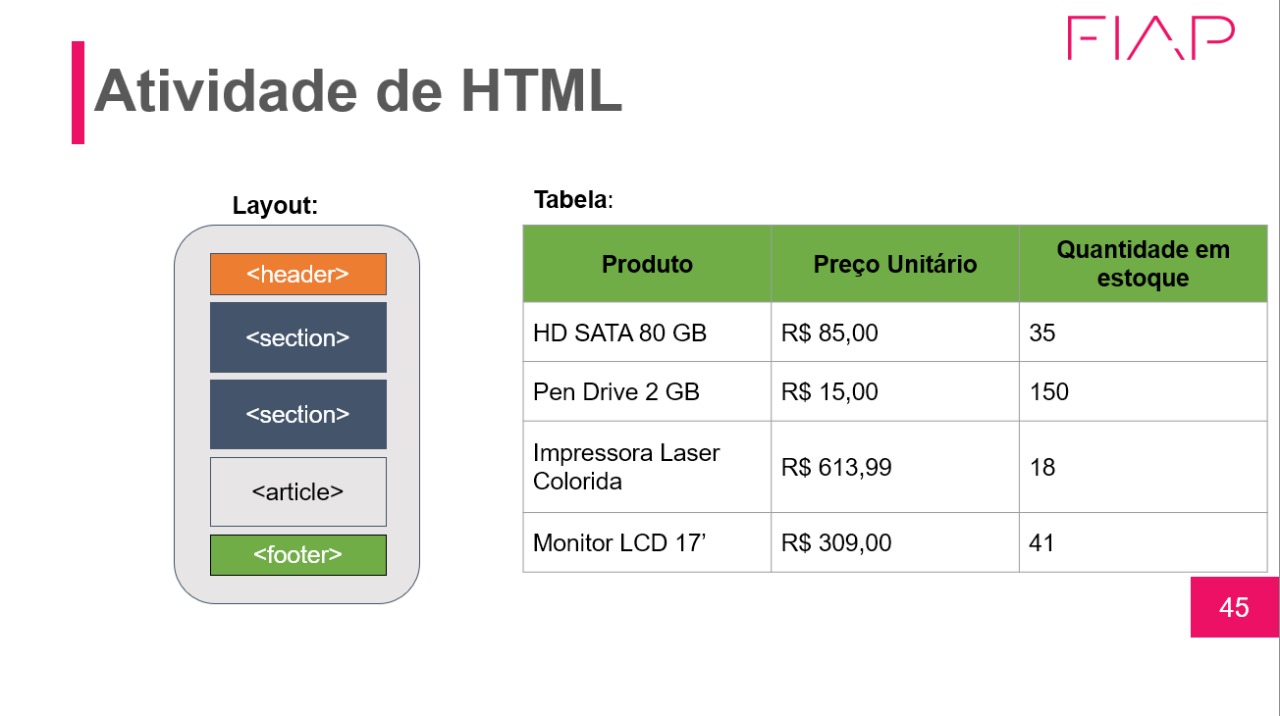 FIAP
Atividade de HTML
Layout:
<header>
<section>
<section>
<article>
<footer>
Tabela:
Produto
Preço Unitário
Quantidade em
estoque
HD SATA 80 GB
R$ 85,00
35
Pen Drive 2 GB
R$ 15,00
150
Impressora Laser
Colorida
R$ 613,99
18
Monitor LCD 17’
R$ 309,00
41
45